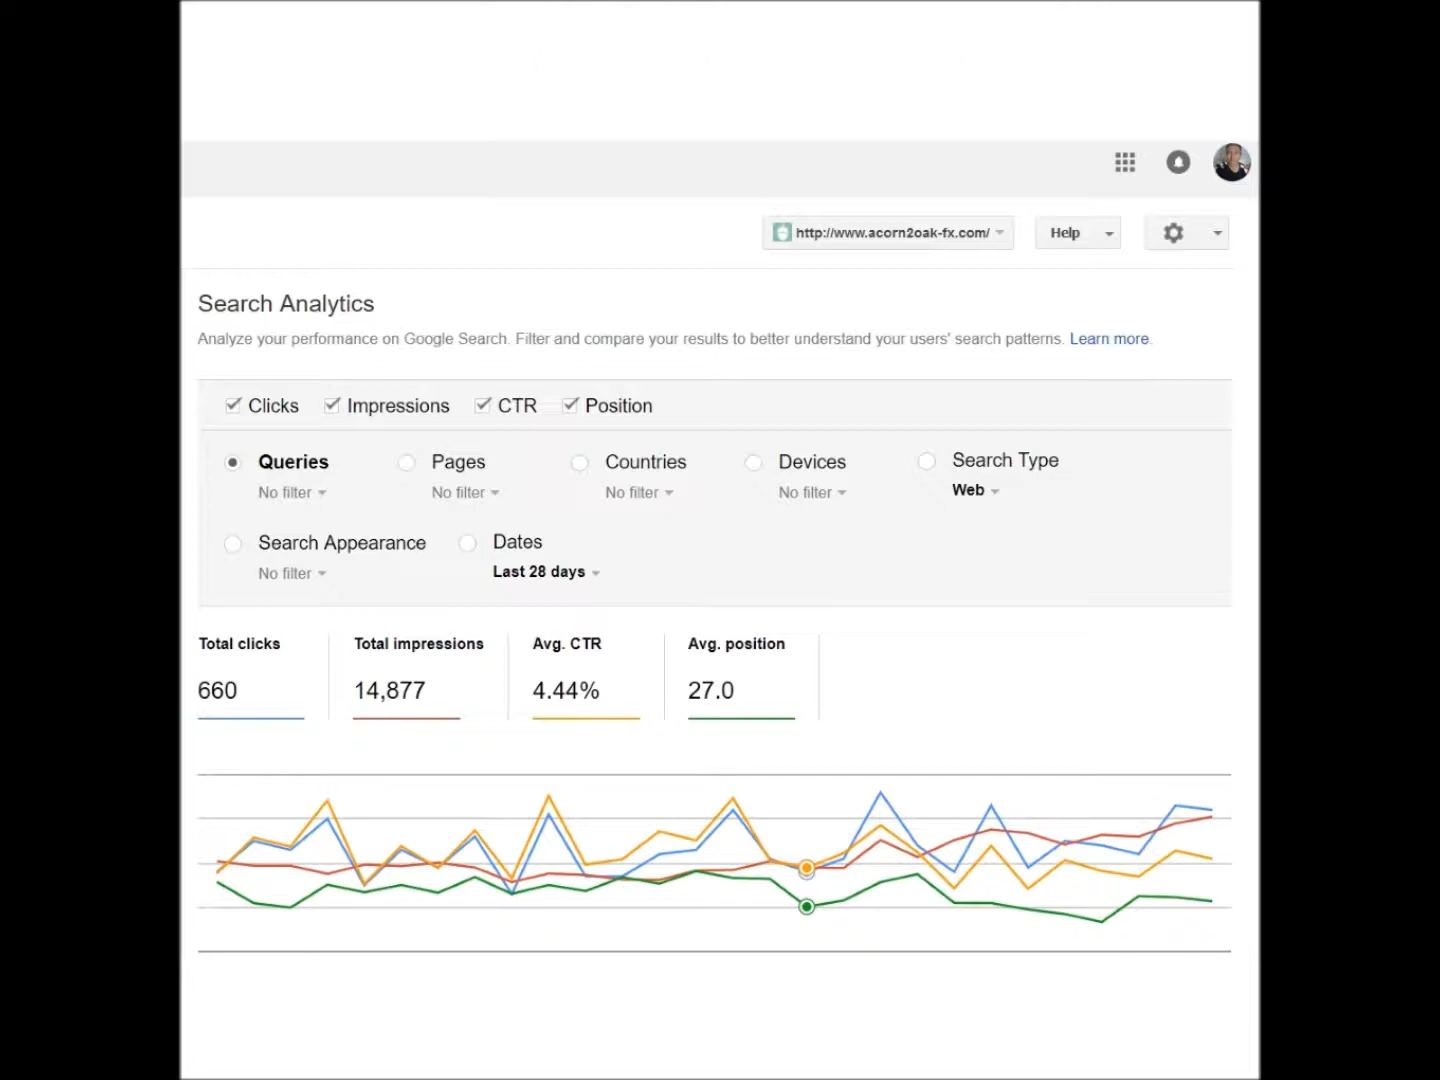 http://www.acorn2oak-fx.com/ Help
Search Analytics
Analyze your performance on Google Search. Filter and compare your results to better understand your users' search patterns. Learn more.
Clicks Impressions CTR Position
Queries Pages Countries Devices Search Type
No filter No filter No filter No filter Web
Search Appearance Dates
No filter Last 28 days
Total clicks Total impressions Avg. CTR Avg. position
660 14,877 4.44% 27.0